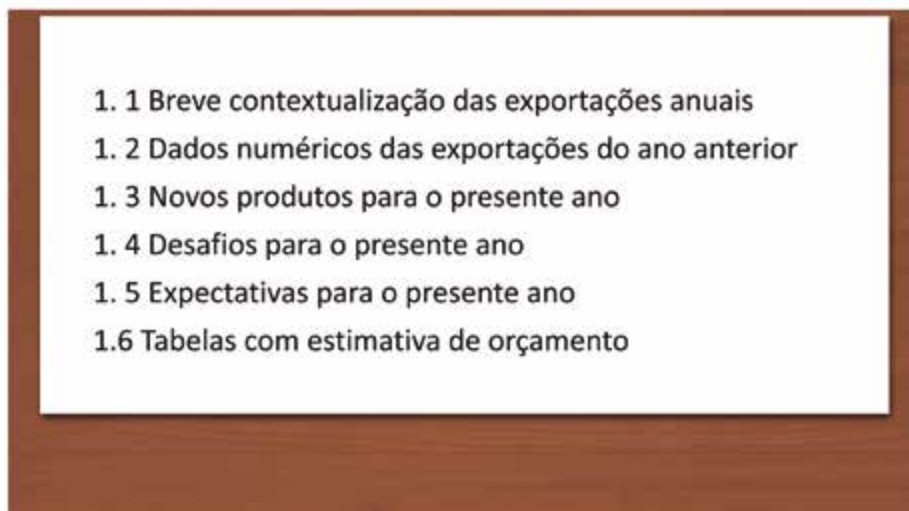 1. 1 Breve contextualização das exportações anuais
1. 2 Dados numéricos das exportações do ano anterior
1. 3 Novos produtos para o presente ano
1. 4 Desafios para o presente ano
1. 5 Expectativas para o presente ano
1.6 Tabelas com estimativa de orçamento